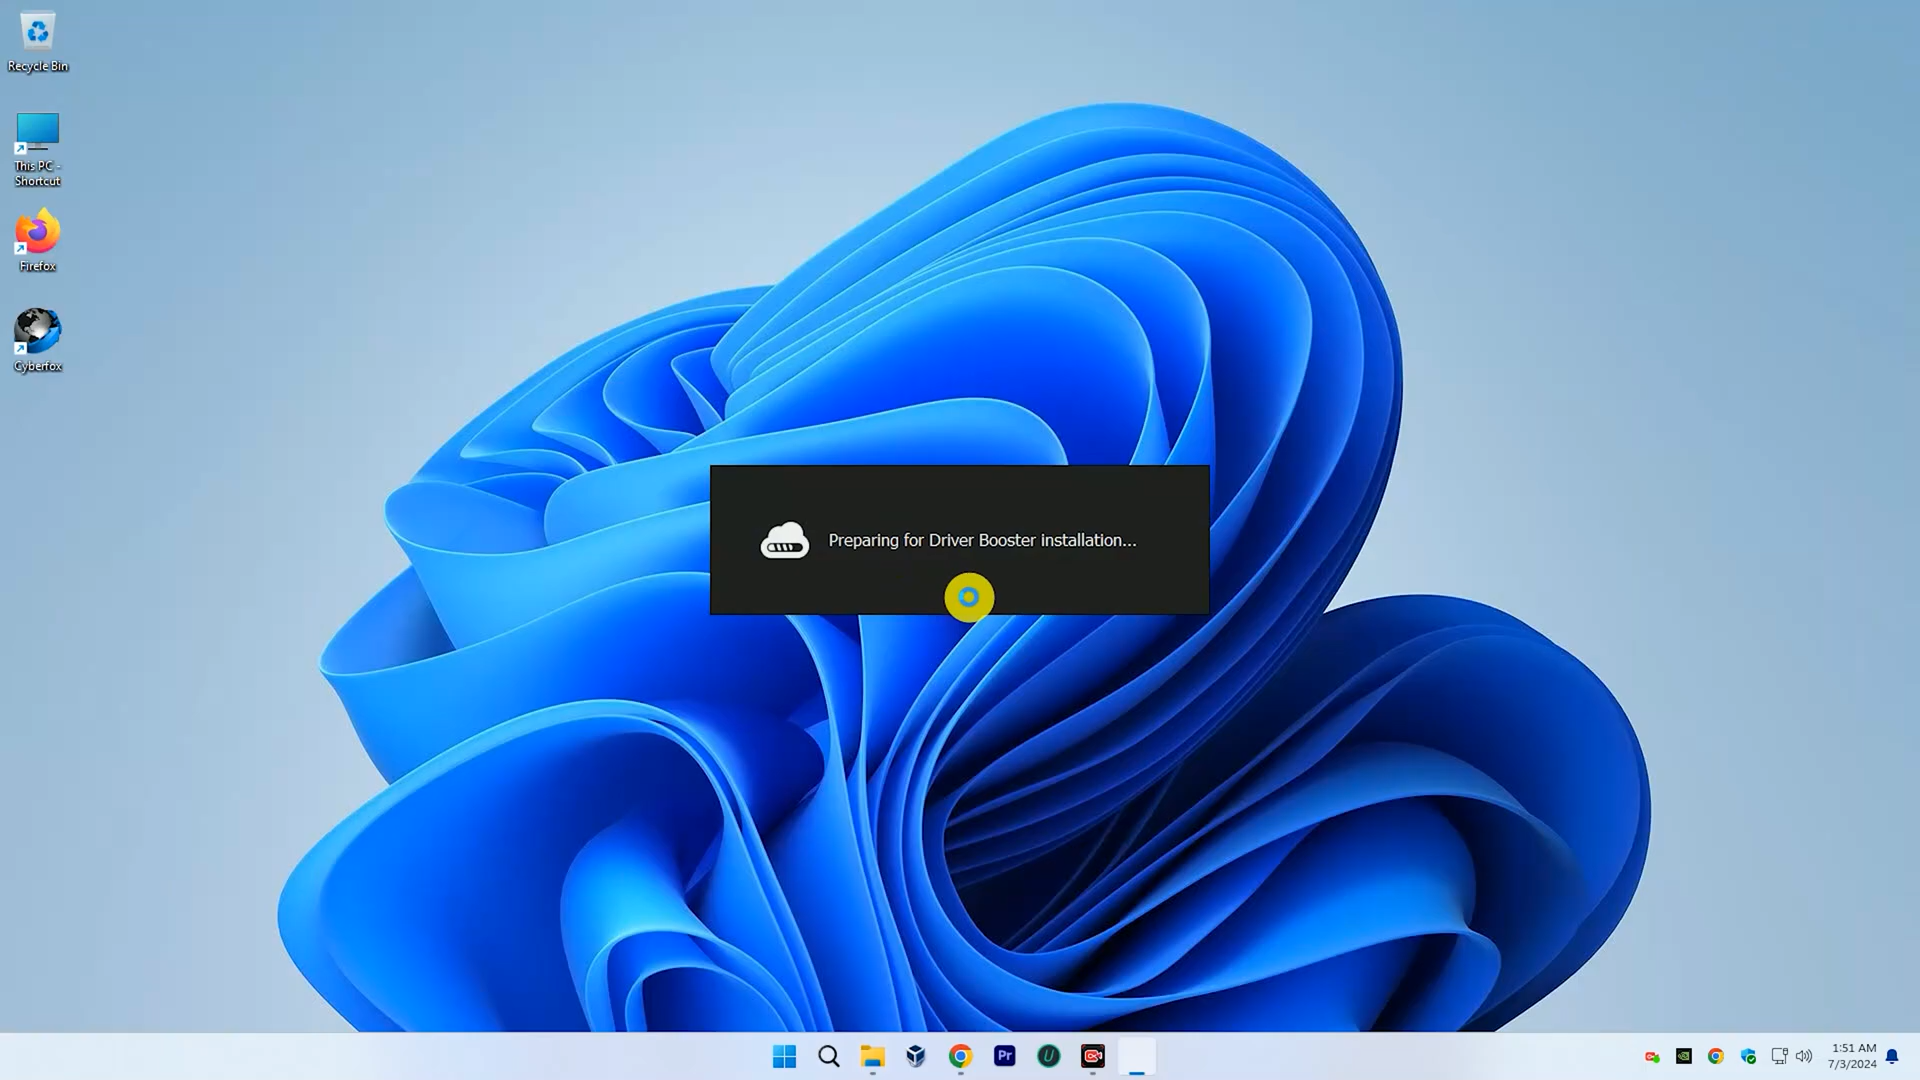 Recycle Bin
This PC -
Shortcut
Firefox
Cyberfox
Preparing for Driver Booster installation...
Pr
U
1:51 AM
7/3/2024